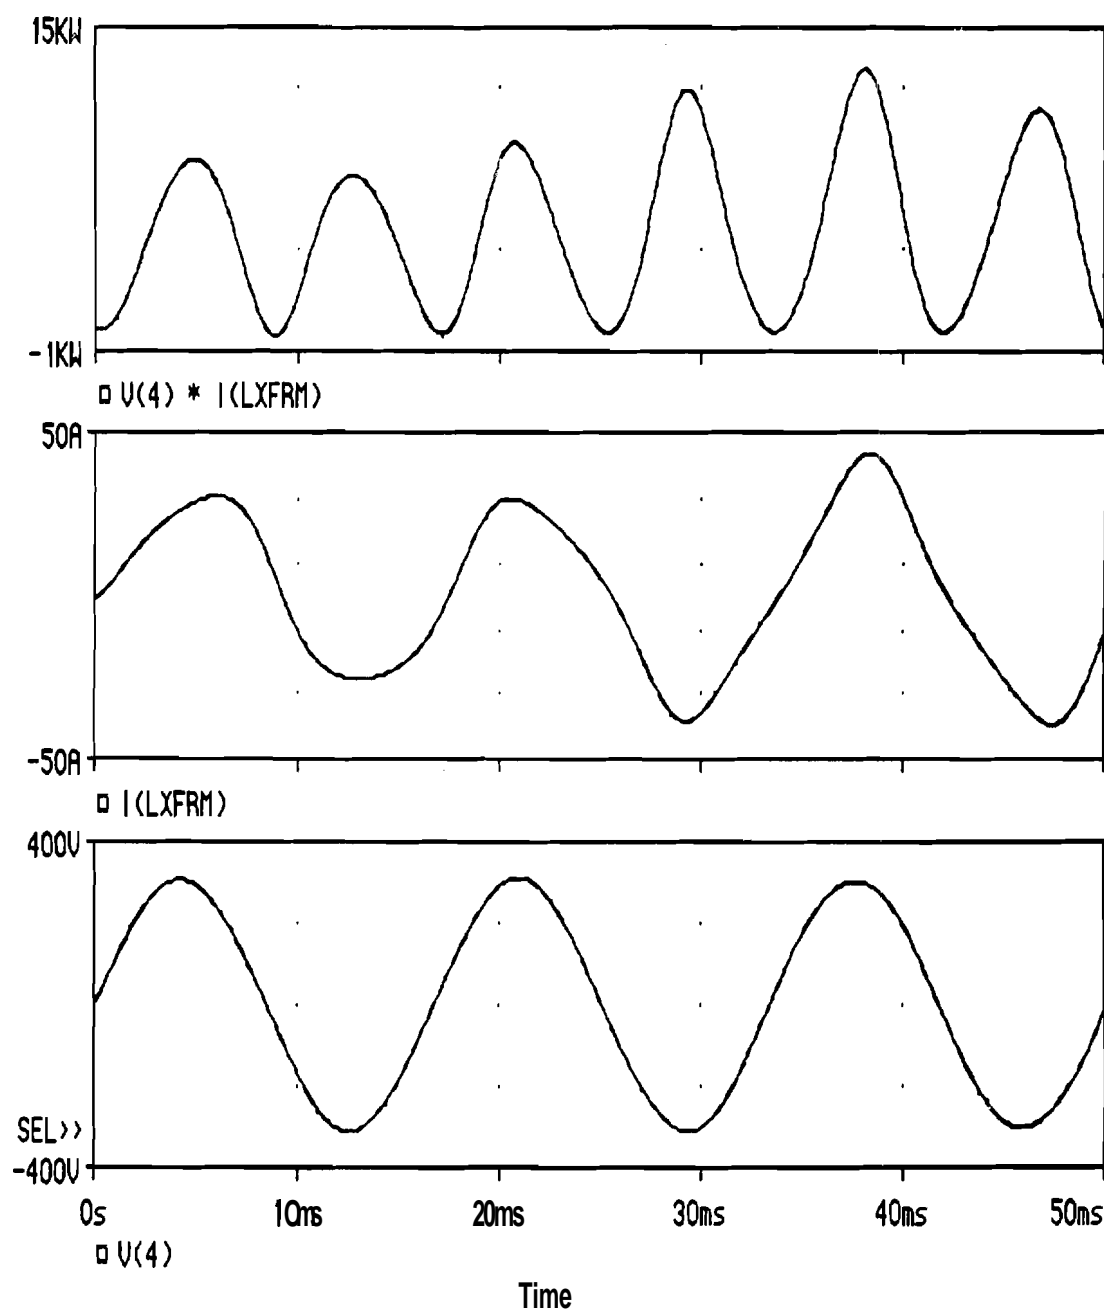 15KW
-1KW
V(4) * I(LXFRM)
50A
-50A
I(LXFRM)
400V
SEL>>
-400V
0s 10ms 20ms 30ms 40ms 50ms
V(4)
Time